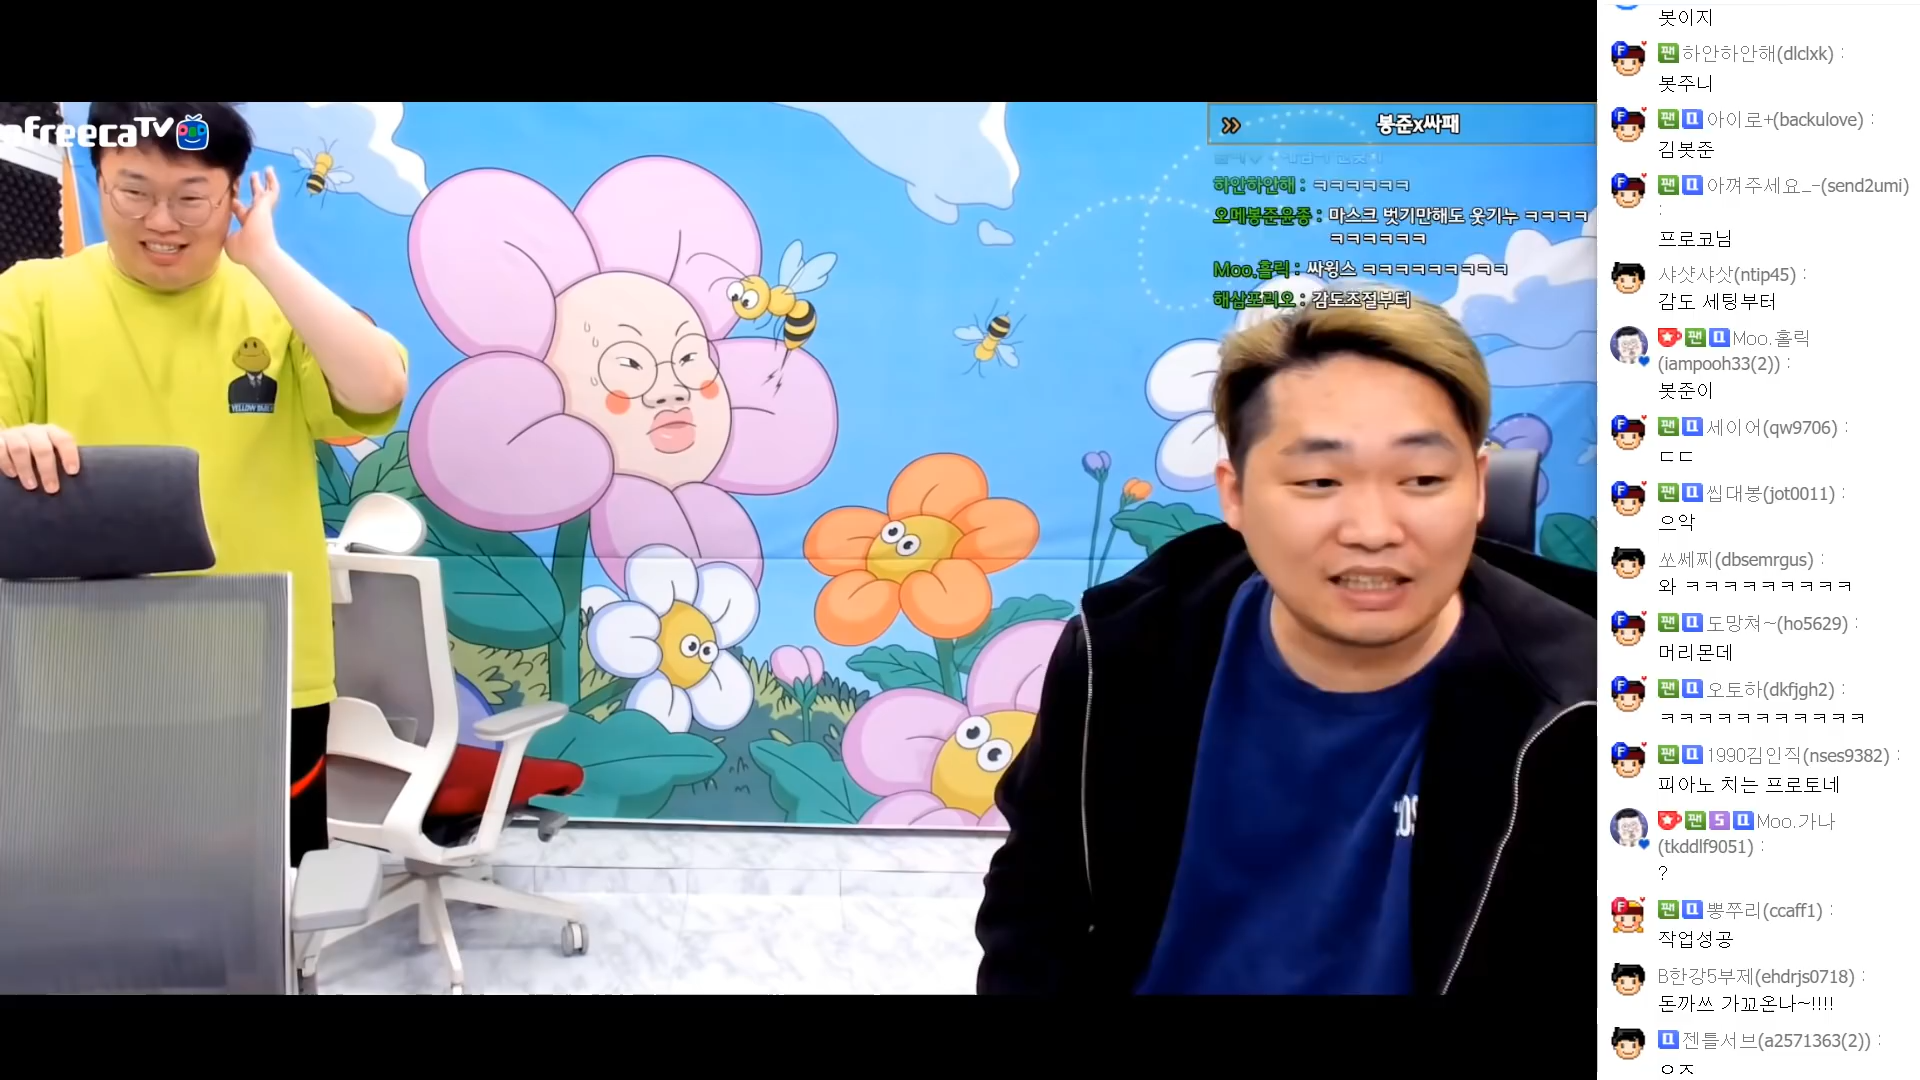 afreecaTV
YELLOW
봉준x싸패
하안하안해 : ㅋㅋㅋㅋㅋㅋ
오메봉준윤종 : 마스크 벗기만해도 웃기누 ㅋㅋㅋㅋ
ㅋㅋㅋㅋㅋㅋ
Moo.홀릭 : 싸웡스 ㅋㅋㅋㅋㅋㅋㅋㅋㅋ
해삼포리오 : 감도조절부터
봇이지
팬 하안하안해(dlclxk) :
봇주니
팬 아이로+(backulove) :
김봇준
팬 아껴주세요_-(send2umi)
:
프로코님
샤샷샤샷(ntip45) :
감도 세팅부터
팬 Moo.홀릭
(iampooh33(2)) :
봇준이
팬 세이어(qw9706) :
ㄷㄷ
팬 씹대봉(jot0011) :
으악
쏘쎄찌(dbsemrgus) :
와 ㅋㅋㅋㅋㅋㅋㅋㅋㅋ
팬 도망쳐~(ho5629) :
머리몬데
팬 오토하(dkfjgh2) :
ㅋㅋㅋㅋㅋㅋㅋㅋㅋㅋㅋ
팬 1990김인직(nses9382) :
피아노 치는 프로토네
팬 S Moo.가나
(tkddlf9051) :
?
팬 뽕쭈리(ccaff1) :
작업성공
B한강5부제(ehdrjs0718) :
돈까쓰 가꼬온나~!!!!
젠틀서브(a2571363(2)) :
ㅇㅈ